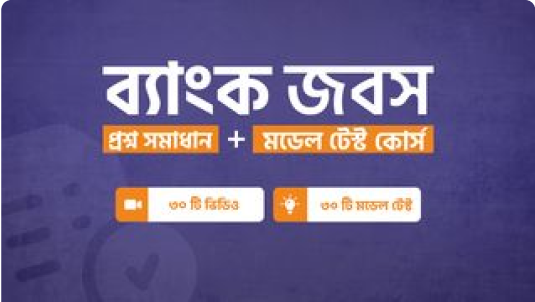 ব্যাংক জবস
প্রশ্ন সমাধান + মডেল টেস্ট কোর্স
৩০ টি ভিডিও ৩০ টি মডেল টেস্ট